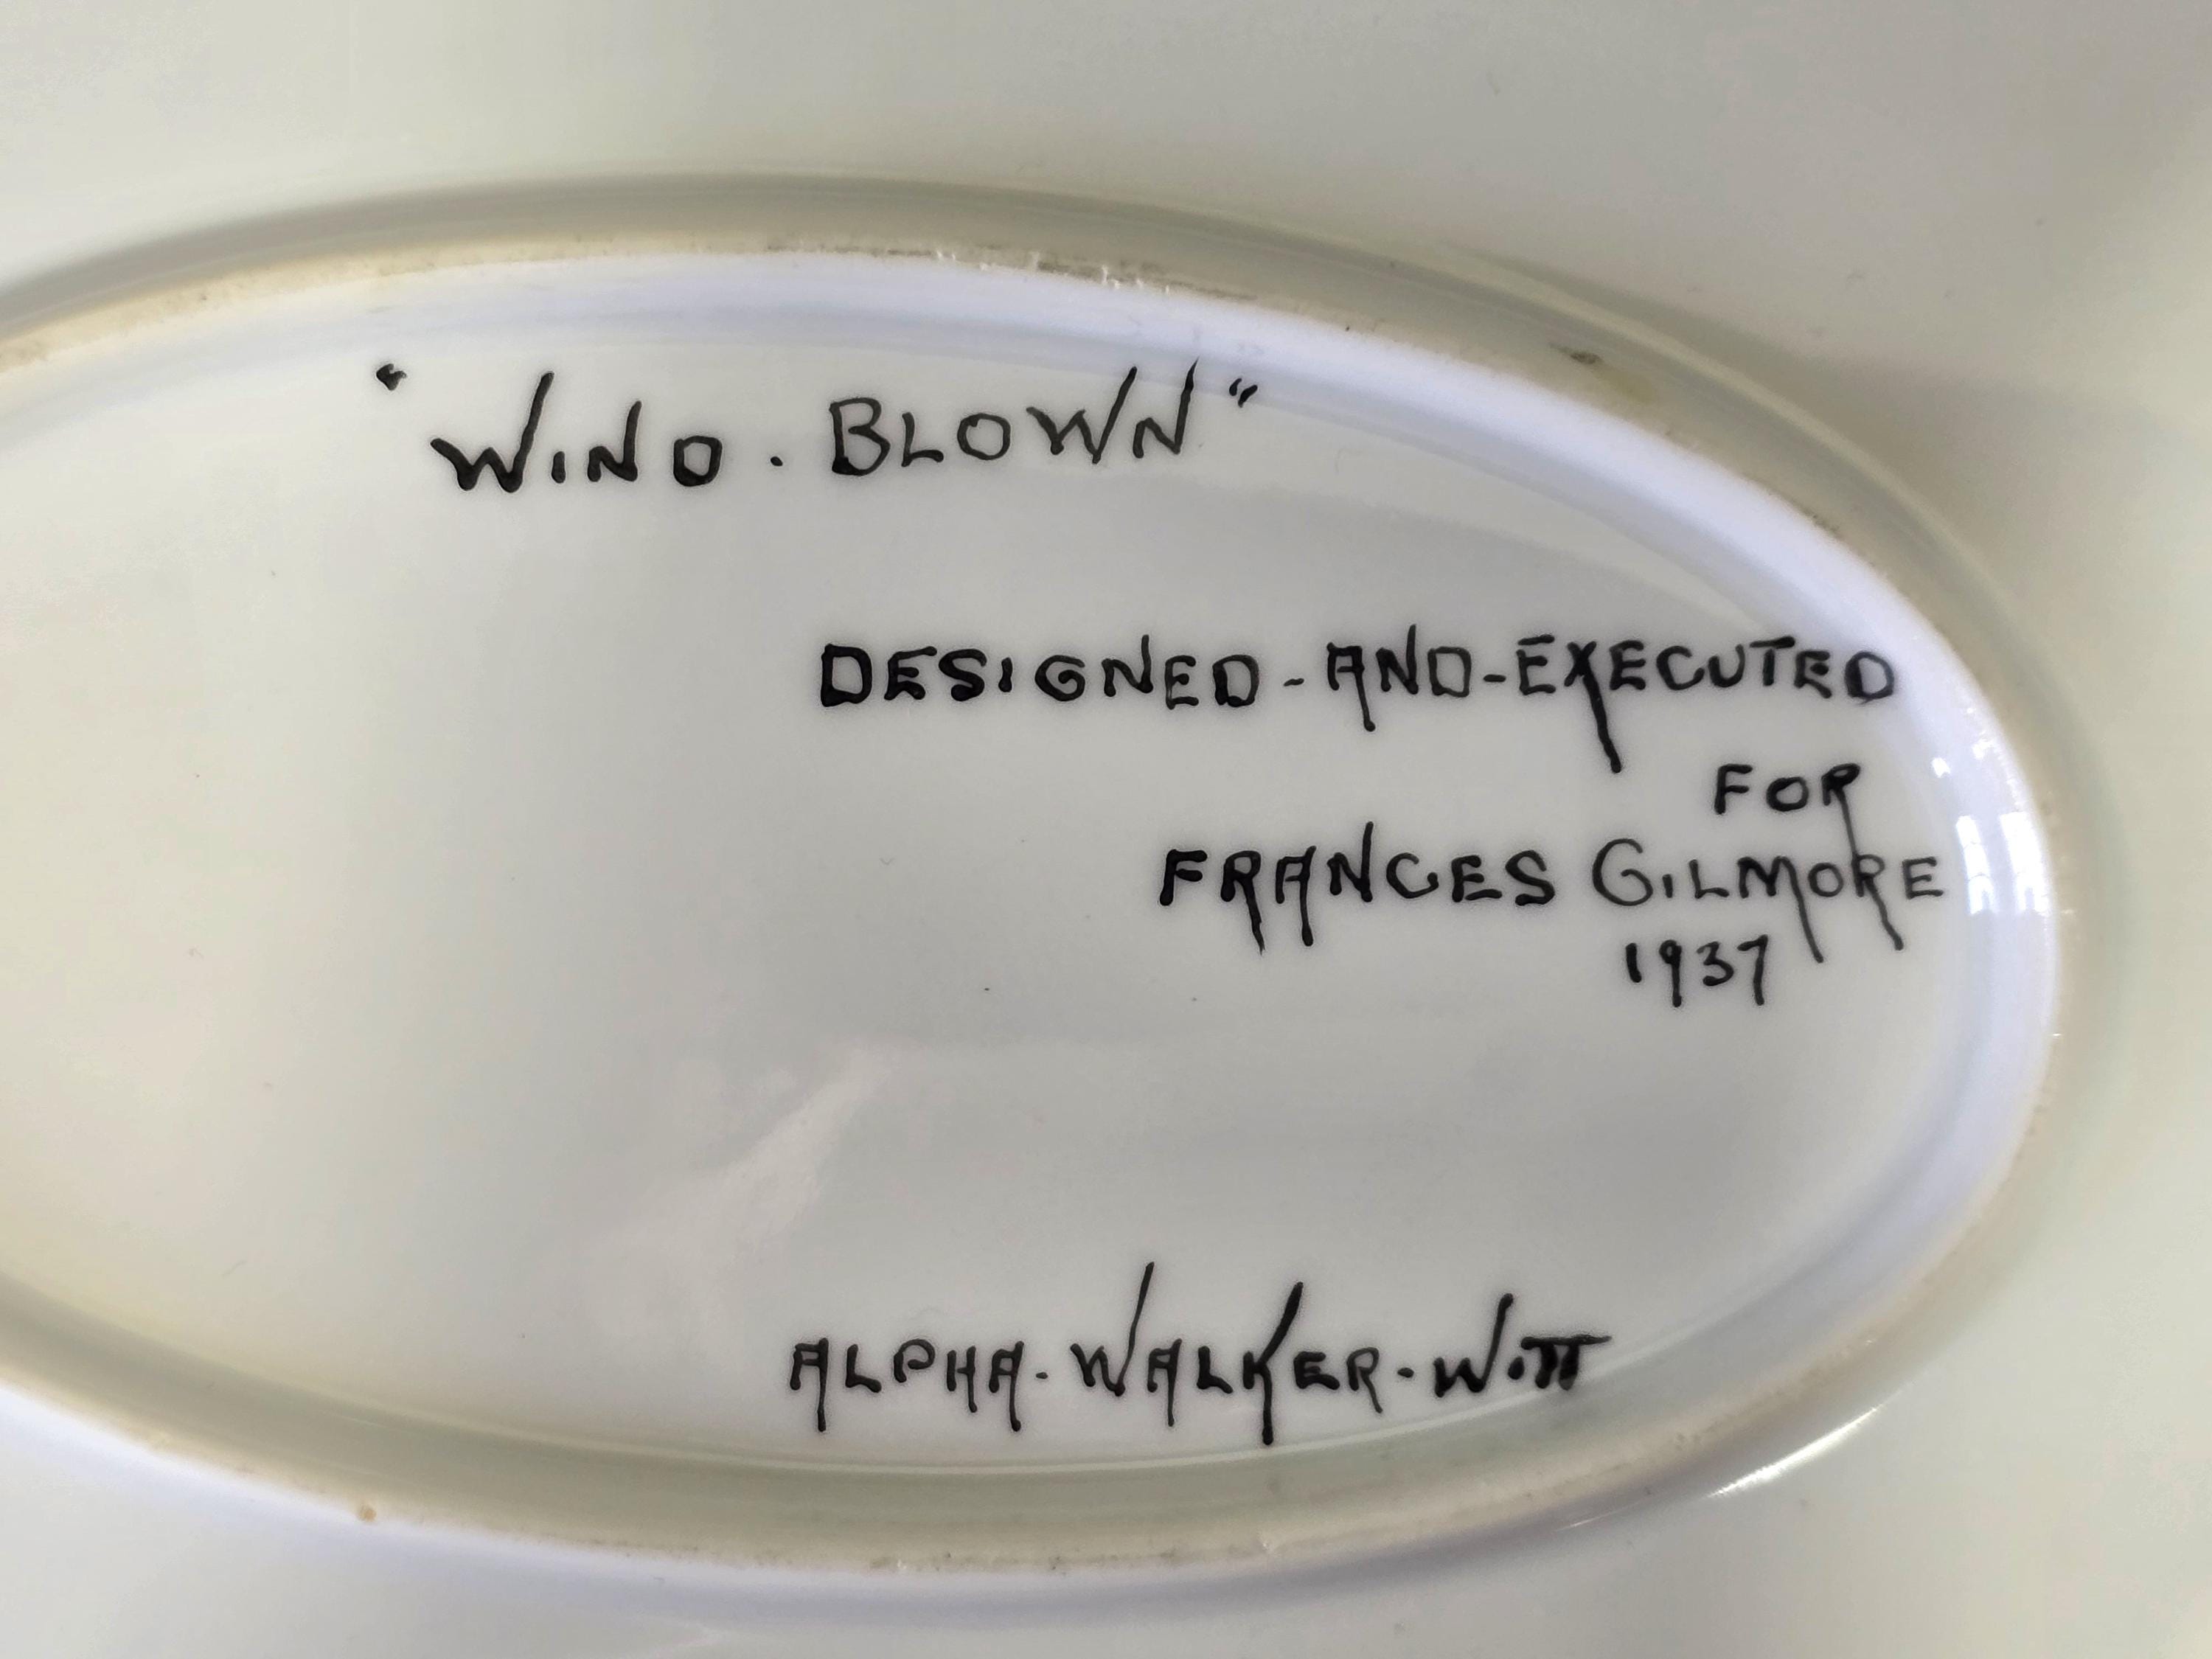 "WIND. BLOWN"
DESIGNED-AND-EXECUTED
FOR
FRANCES GILMORE
1937
ALPHA-WALKER-WITT